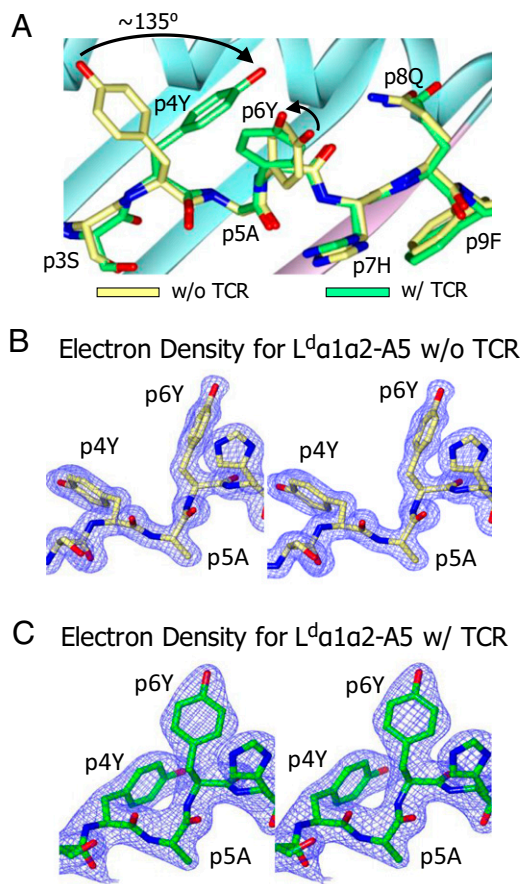 A
~135º
p4Y
p6Y
p8Q
p5A
p3S
p7H
p9F
w/o TCR
w/ TCR
B Electron Density for Lᵈα1α2-A5 w/o TCR
p6Y p6Y
p4Y p4Y
p5A p5A
C Electron Density for Lᵈα1α2-A5 w/ TCR
p6Y p6Y
p4Y p4Y
p5A p5A